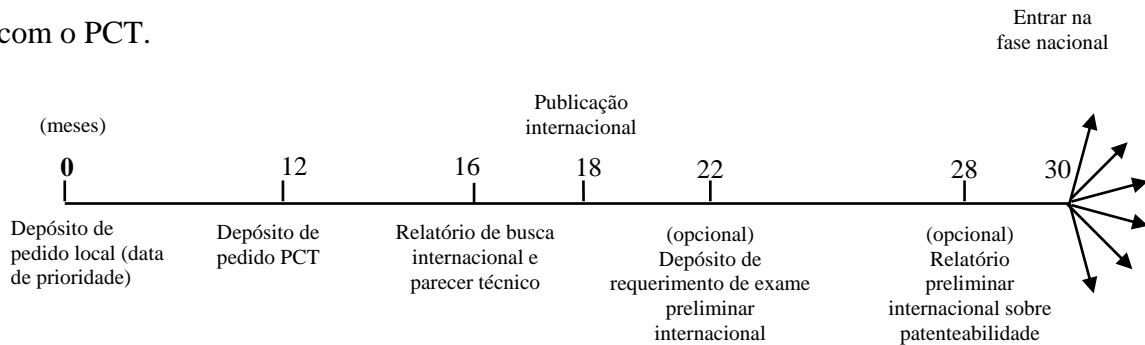 com o PCT.
Entrar na
fase nacional
Publicação
internacional
(meses)
0
12
16
18
22
28
30
Depósito de
pedido local (data
de prioridade)
Depósito de
pedido PCT
Relatório de busca
internacional e
parecer técnico
(opcional)
Depósito de
requerimento de exame
preliminar
internacional
(opcional)
Relatório
preliminar
internacional sobre
patenteabilidade